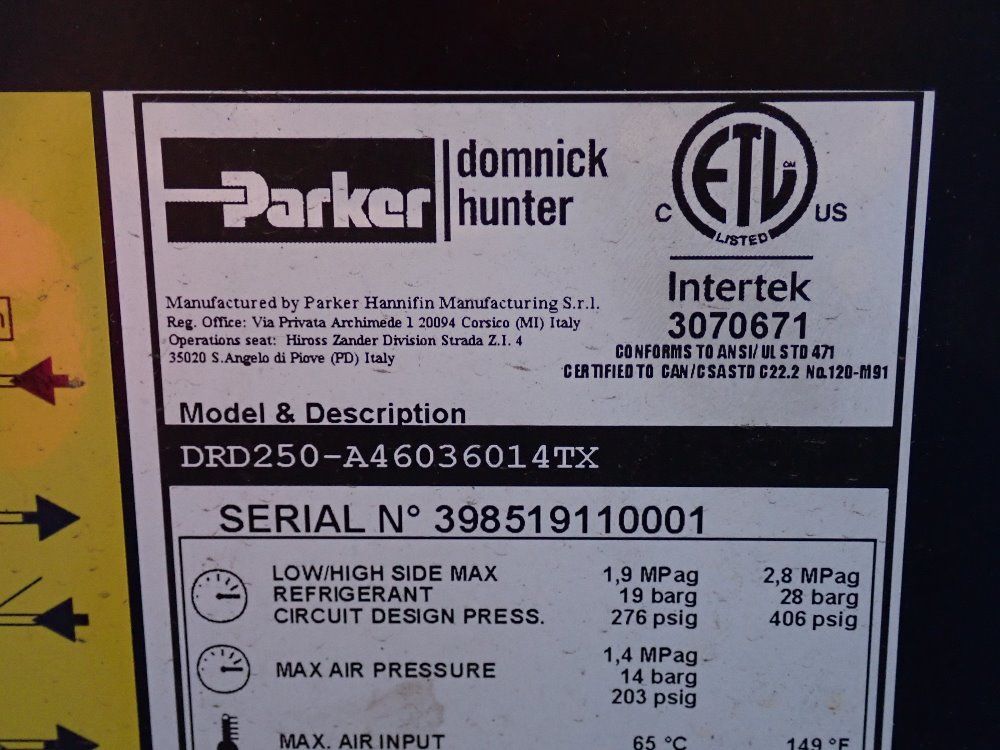 Parker
domnick
hunter
ETL
CM
LISTED
C
US
Intertek
3070671
CONFORMS TO ANSI/ UL STD 471
CERTIFIED TO CAN/CSA STD C22.2 No.120-M91
Manufactured by Parker Hannifin Manufacturing S.r.l.
Reg. Office: Via Privata Archimede 1 20094 Corsico (MI) Italy
Operations seat: Hiross Zander Division Strada Z.I. 4
35020 S.Angelo di Piove (PD) Italy
Model & Description
DRD250-A46036014TX
SERIAL N° 398519110001
LOW/HIGH SIDE MAX 1,9 MPag 2,8 MPag
REFRIGERANT 19 barg 28 barg
CIRCUIT DESIGN PRESS. 276 psig 406 psig
1,4 MPag
MAX AIR PRESSURE 14 barg
203 psig
MAX. AIR INPUT 65 °C 149 °F